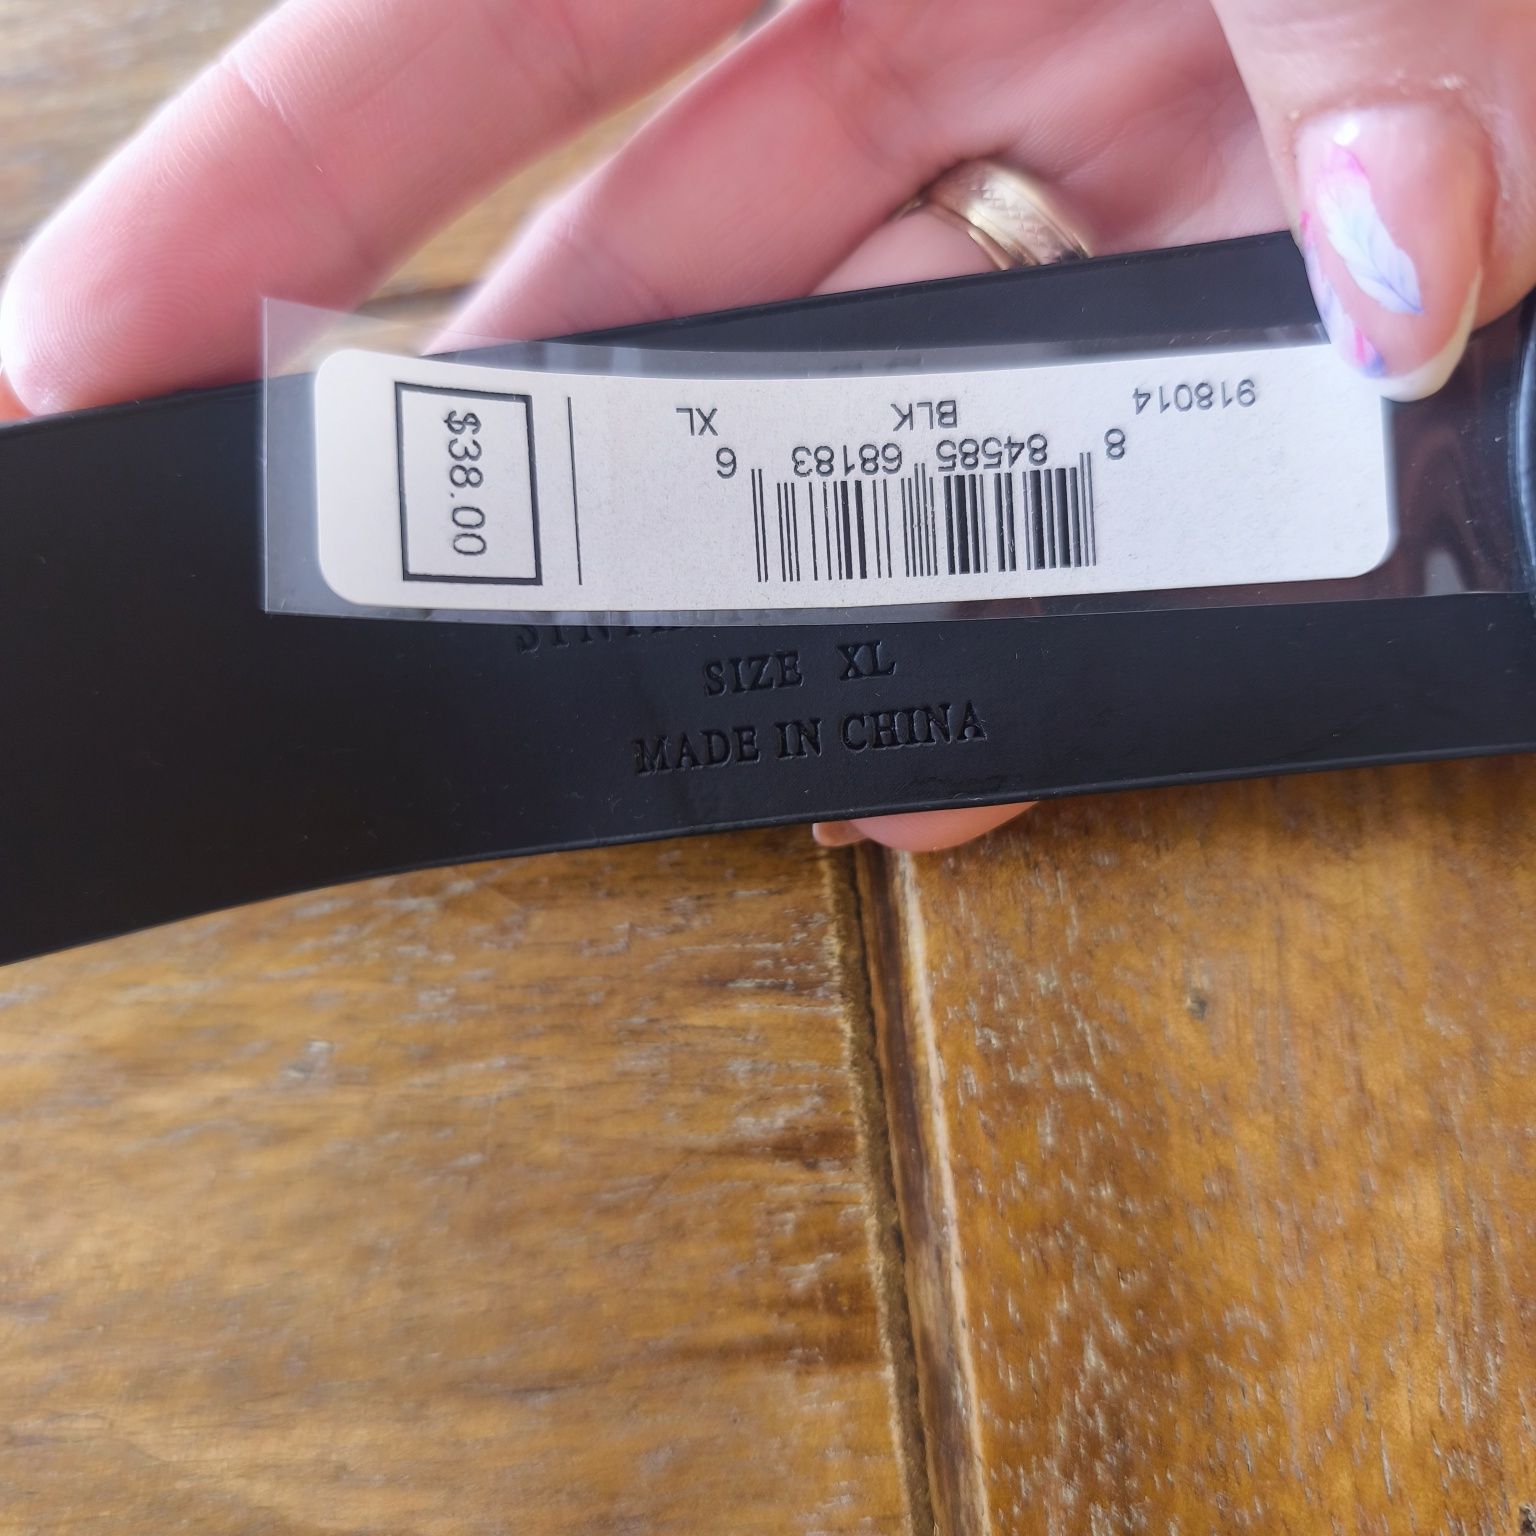 918014
BLK XL
8 84585 68183 6
$38.00
SIZE XL
MADE IN CHINA